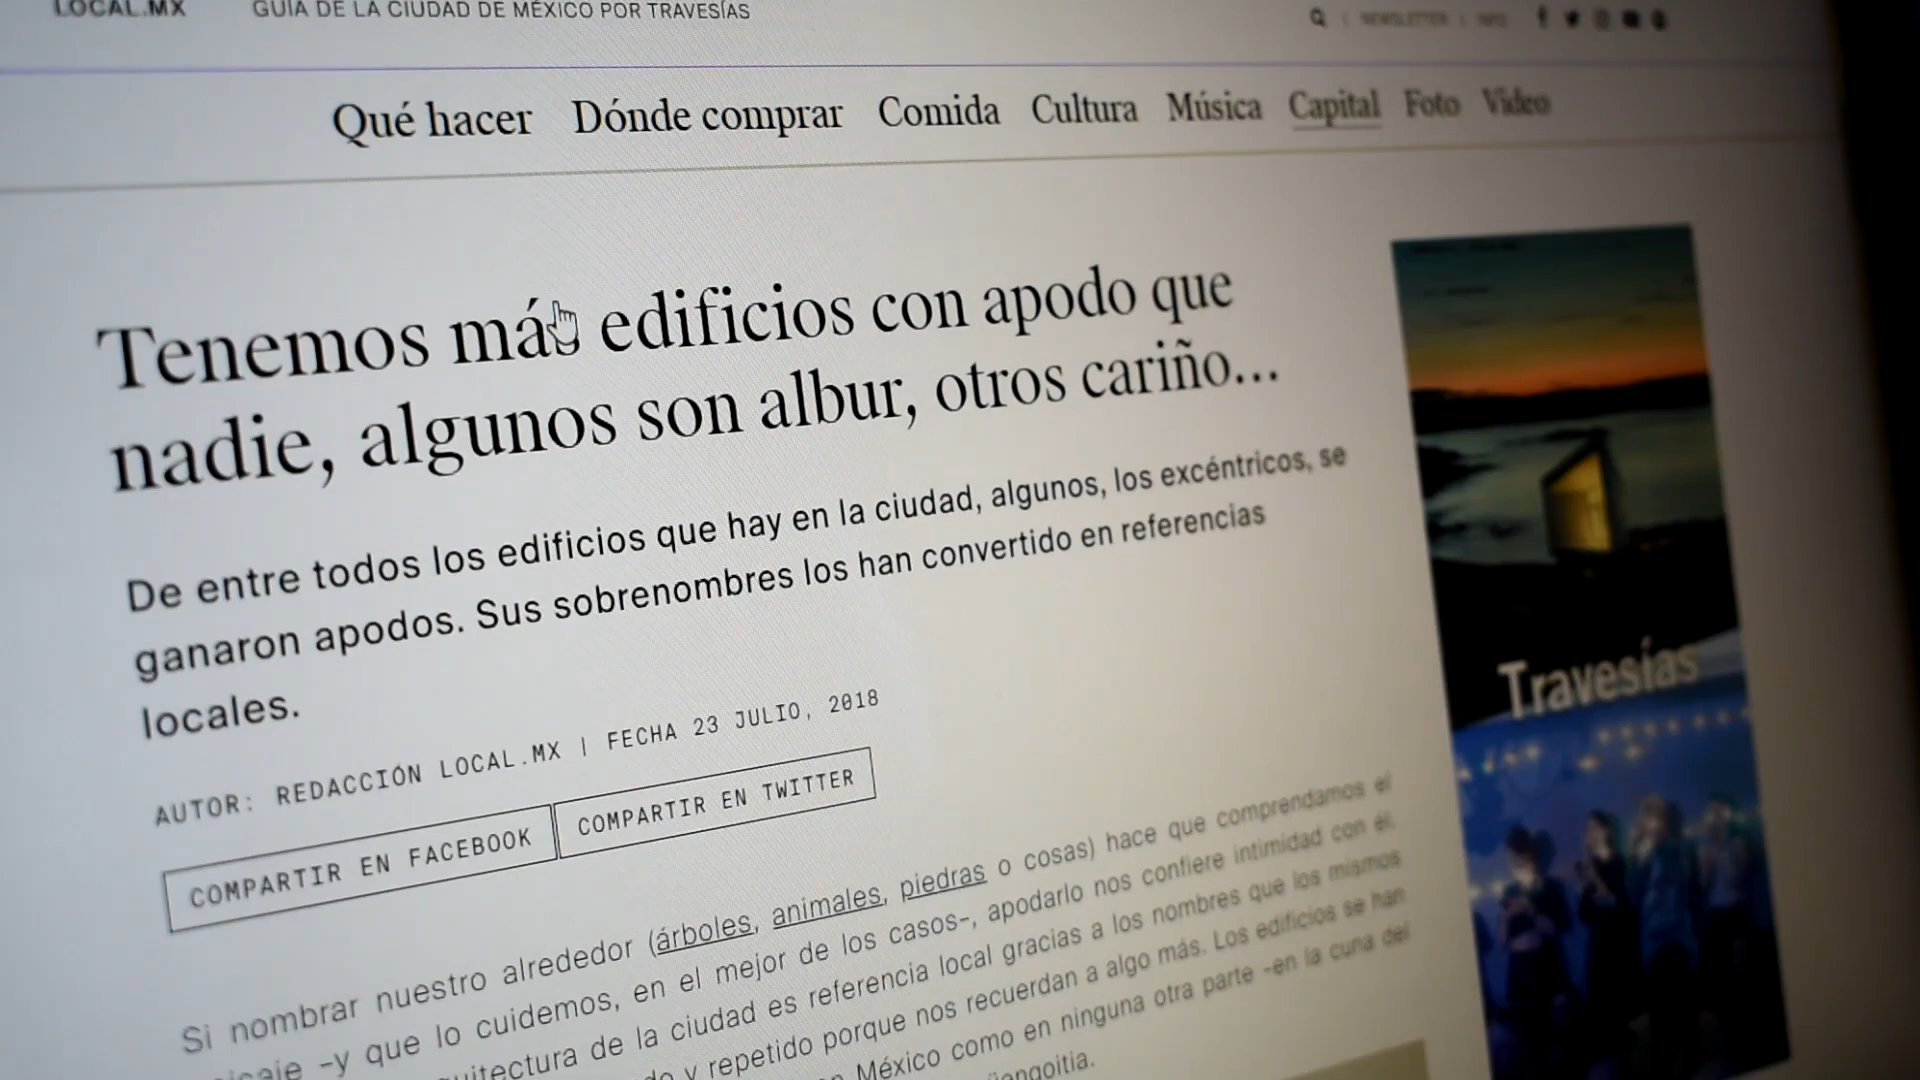 LOCAL.MX GUÍA DE LA CIUDAD DE MÉXICO POR TRAVESÍAS
NEWSLETTER | INFO
Qué hacer Dónde comprar Comida Cultura Música Capital Foto Video
Tenemos más edificios con apodo que
nadie, algunos son albur, otros cariño...
De entre todos los edificios que hay en la ciudad, algunos, los excéntricos, se
ganaron apodos. Sus sobrenombres los han convertido en referencias
locales.
AUTOR: REDACCIÓN LOCAL.MX | FECHA 23 JULIO, 2018
COMPARTIR EN FACEBOOK COMPARTIR EN TWITTER
Si nombrar nuestro alrededor (árboles, animales, piedras o cosas) hace que comprendamos el
–y que lo cuidemos, en el mejor de los casos–, apodarlo nos confiere intimidad con él.
de la ciudad es referencia local gracias a los nombres que los mismos
y repetido porque nos recuerdan a algo más. Los edificios se han
México como en ninguna otra parte -en la cuna del
Travesías